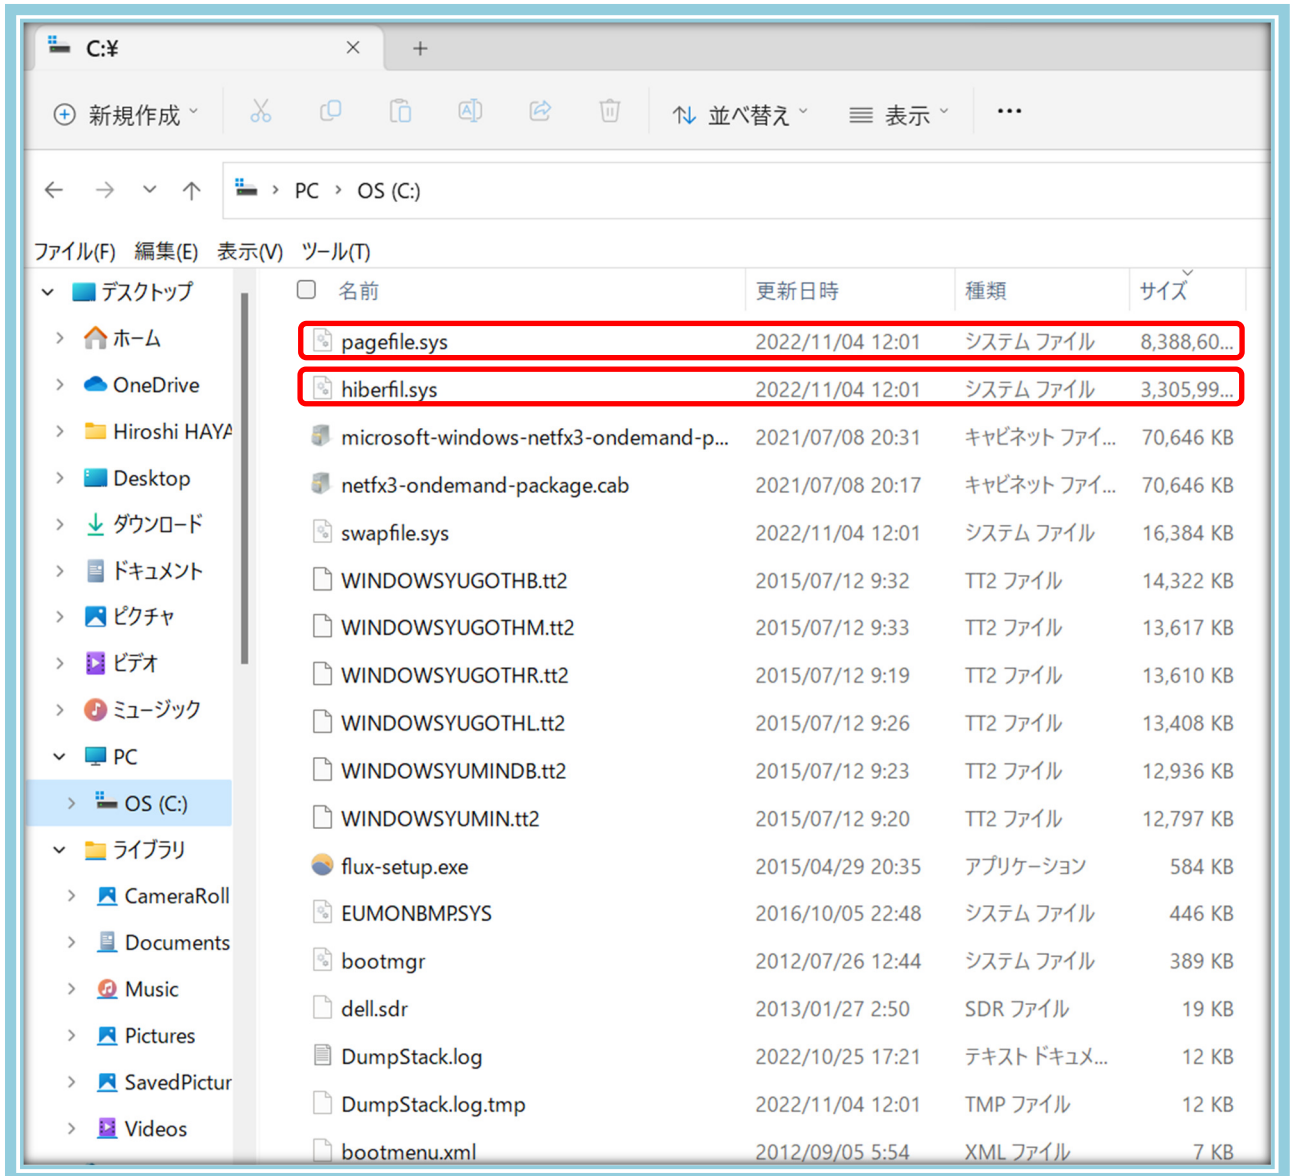 C:¥
新規作成
並べ替え
表示
PC
OS (C:)
ファイル(F) 編集(E) 表示(V) ツール(T)
デスクトップ
ホーム
OneDrive
Hiroshi HAYA
Desktop
ダウンロード
ドキュメント
ピクチャ
ビデオ
ミュージック
PC
OS (C:)
ライブラリ
CameraRoll
Documents
Music
Pictures
SavedPictur
Videos
名前 更新日時 種類 サイズ
pagefile.sys 2022/11/04 12:01 システム ファイル 8,388,60...
hiberfil.sys 2022/11/04 12:01 システム ファイル 3,305,99...
microsoft-windows-netfx3-ondemand-p... 2021/07/08 20:31 キャビネット ファイ... 70,646 KB
netfx3-ondemand-package.cab 2021/07/08 20:17 キャビネット ファイ... 70,646 KB
swapfile.sys 2022/11/04 12:01 システム ファイル 16,384 KB
WINDOWSYUGOTHB.tt2 2015/07/12 9:32 TT2 ファイル 14,322 KB
WINDOWSYUGOTHM.tt2 2015/07/12 9:33 TT2 ファイル 13,617 KB
WINDOWSYUGOTHR.tt2 2015/07/12 9:19 TT2 ファイル 13,610 KB
WINDOWSYUGOTHL.tt2 2015/07/12 9:26 TT2 ファイル 13,408 KB
WINDOWSYUMINDB.tt2 2015/07/12 9:23 TT2 ファイル 12,936 KB
WINDOWSYUMIN.tt2 2015/07/12 9:20 TT2 ファイル 12,797 KB
flux-setup.exe 2015/04/29 20:35 アプリケーション 584 KB
EUMONBMP.SYS 2016/10/05 22:48 システム ファイル 446 KB
bootmgr 2012/07/26 12:44 システム ファイル 389 KB
dell.sdr 2013/01/27 2:50 SDR ファイル 19 KB
DumpStack.log 2022/10/25 17:21 テキスト ドキュメ... 12 KB
DumpStack.log.tmp 2022/11/04 12:01 TMP ファイル 12 KB
bootmenu.xml 2012/09/05 5:54 XML ファイル 7 KB